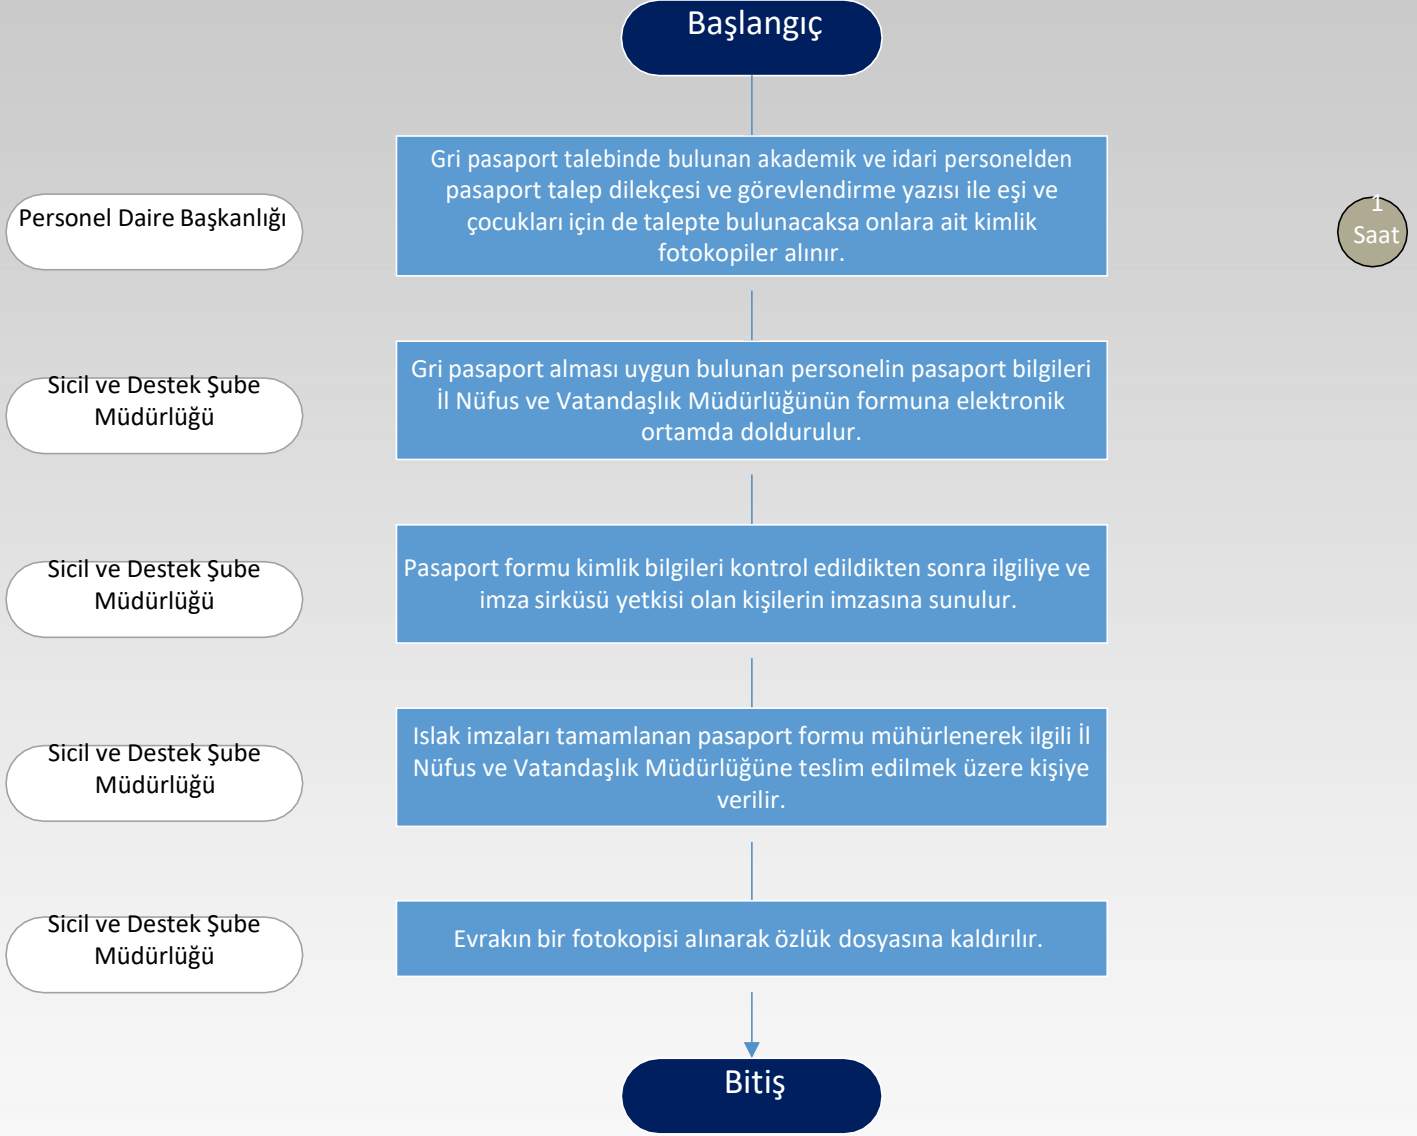 Başlangıç
Personel Daire Başkanlığı
Gri pasaport talebinde bulunan akademik ve idari personelden
pasaport talep dilekçesi ve görevlendirme yazısı ile eşi ve
çocukları için de talepte bulunacaksa onlara ait kimlik
fotokopiler alınır.
1
Saat
Sicil ve Destek Şube
Müdürlüğü
Gri pasaport alması uygun bulunan personelin pasaport bilgileri
İl Nüfus ve Vatandaşlık Müdürlüğünün formuna elektronik
ortamda doldurulur.
Sicil ve Destek Şube
Müdürlüğü
Pasaport formu kimlik bilgileri kontrol edildikten sonra ilgiliye ve
imza sirküsü yetkisi olan kişilerin imzasına sunulur.
Sicil ve Destek Şube
Müdürlüğü
Islak imzaları tamamlanan pasaport formu mühürlenerek ilgili İl
Nüfus ve Vatandaşlık Müdürlüğüne teslim edilmek üzere kişiye
verilir.
Sicil ve Destek Şube
Müdürlüğü
Evrakın bir fotokopisi alınarak özlük dosyasına kaldırılır.
Bitiş